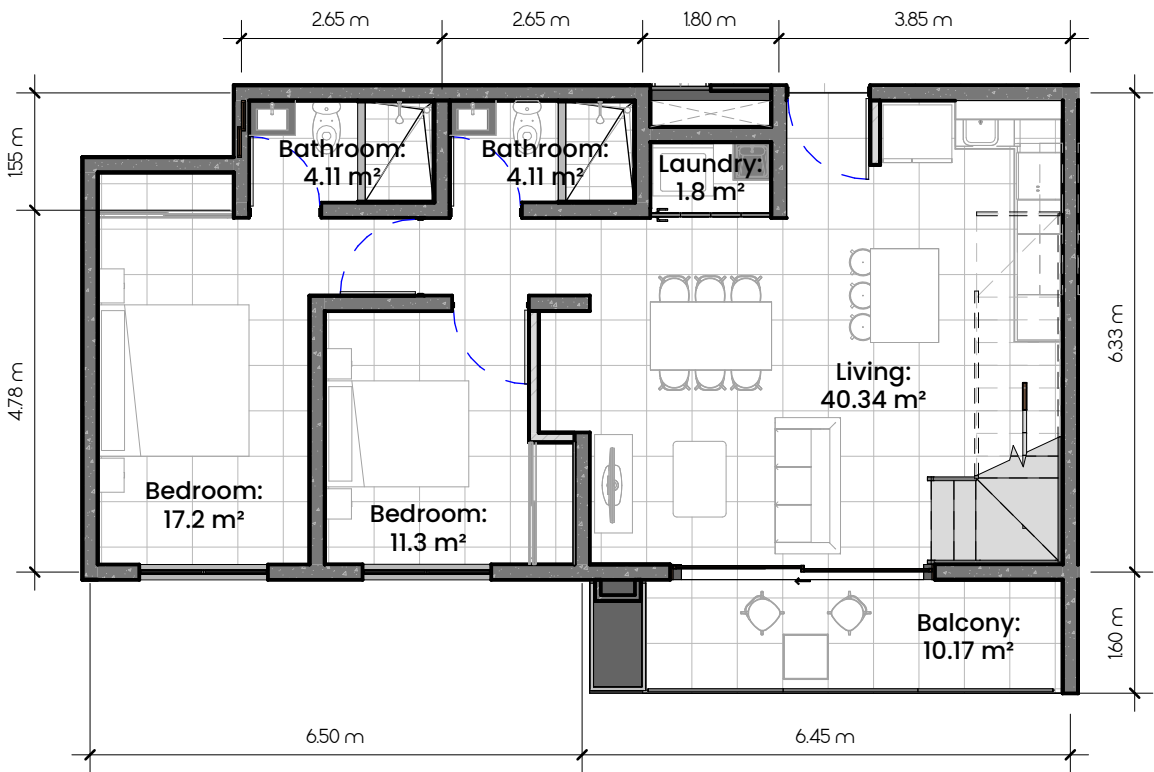 2.65 m
2.65 m
1.80 m
3.85 m
1.55 m
Bathroom:
4.11 m²
Bathroom:
4.11 m²
Laundry:
1.8 m²
4.78 m
6.33 m
Living:
40.34 m²
Bedroom:
17.2 m²
Bedroom:
11.3 m²
Balcony:
10.17 m²
1.60 m
6.50 m
6.45 m